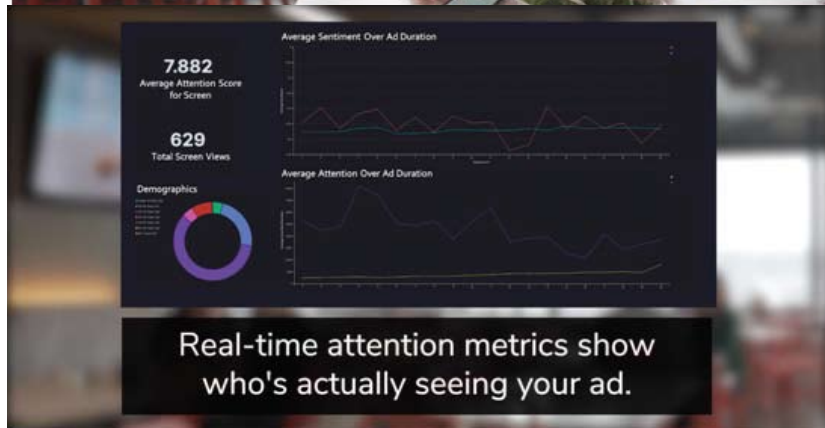 Average Sentiment Over Ad Duration
7.882
Average Attention Score
for Screen
629
Total Screen Views
Average Attention Over Ad Duration
Demographics
Real-time attention metrics show
who's actually seeing your ad.